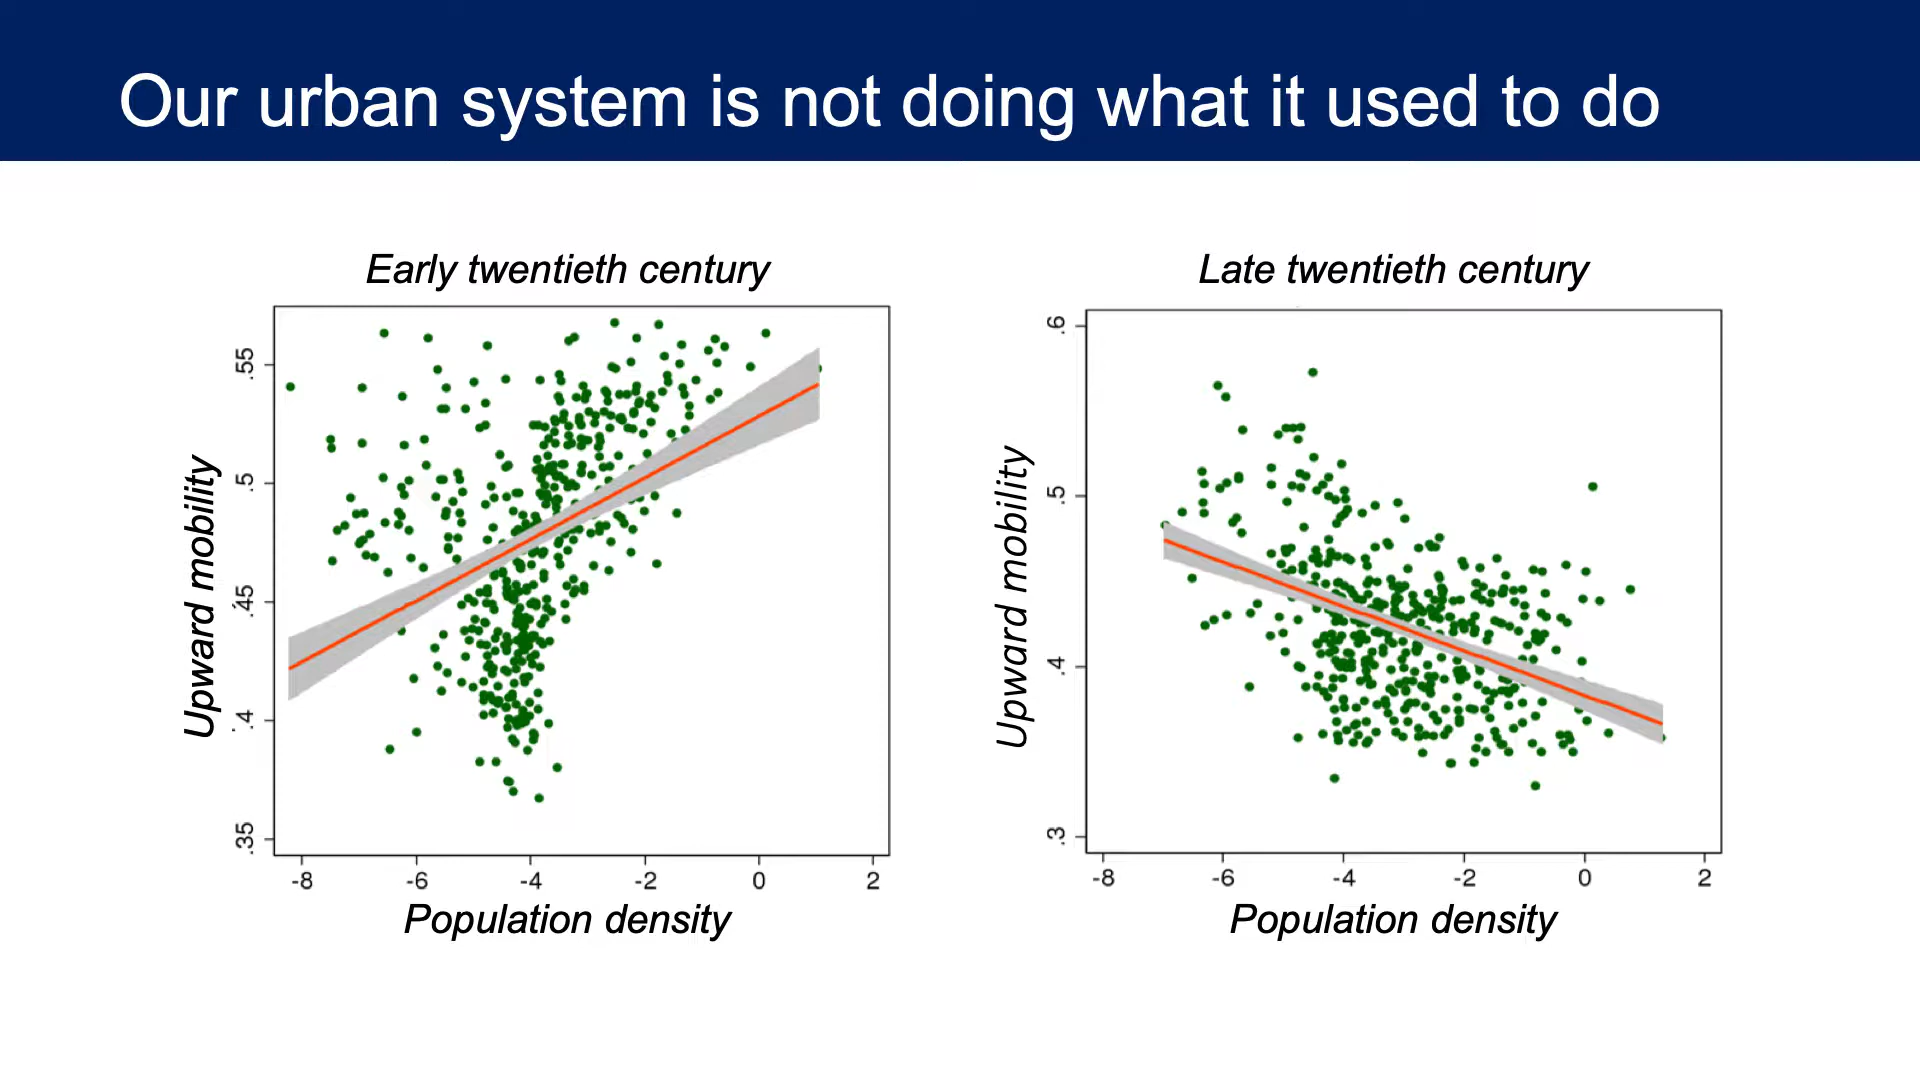 Our urban system is not doing what it used to do
Early twentieth century
Upward mobility
.55
.5
.45
.4
.35
-8 -6 -4 -2 0 2
Population density
Late twentieth century
Upward mobility
.6
.5
.4
.3
-8 -6 -4 -2 0 2
Population density